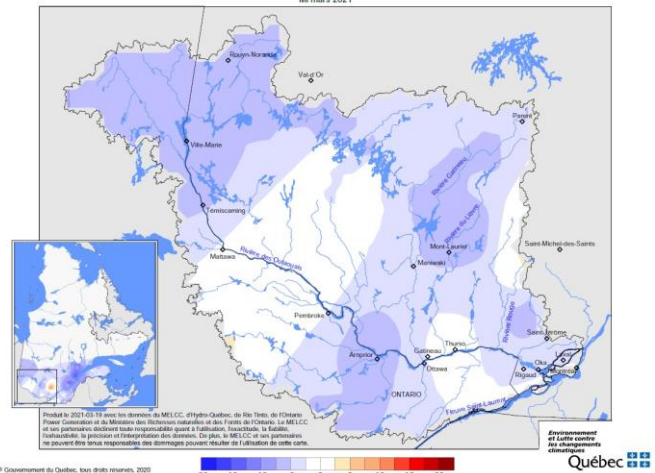 mi mars 2021
Rouyn-Noranda
Val-d'Or
Parent
Ville-Marie
Rivière Gatineau
Rivière du Lièvre
Témiscaming
Saint-Michel-des-Saints
Mont-Laurier
Mattawa
Rivière des Outaouais
Maniwaki
Rivière Rouge
Pembroke
Saint-Jérôme
Thurso
Arnprior
Gatineau
Oka
Laval
Ottawa
Rigaud
Montréal
ONTARIO
Fleuve Saint-Laurent
Produit le 2021-03-19 avec les données du MELCC, d'Hydro-Québec, de Rio Tinto, de l'Ontario
Power Generation et du Ministère des Richesses naturelles et des Forêts de l'Ontario. Le MELCC
et ses partenaires déclinent toute responsabilité quant à l'utilisation, l'exactitude, la fiabilité,
l'exhaustivité, la précision et l'interprétation des données. De plus, le MELCC et ses partenaires
ne peuvent être tenus responsables des dommages pouvant résulter de l'utilisation de cette carte.
Environnement
et Lutte contre
les changements
climatiques
Québec
© Gouvernement du Québec, tous droits réservés, 2020